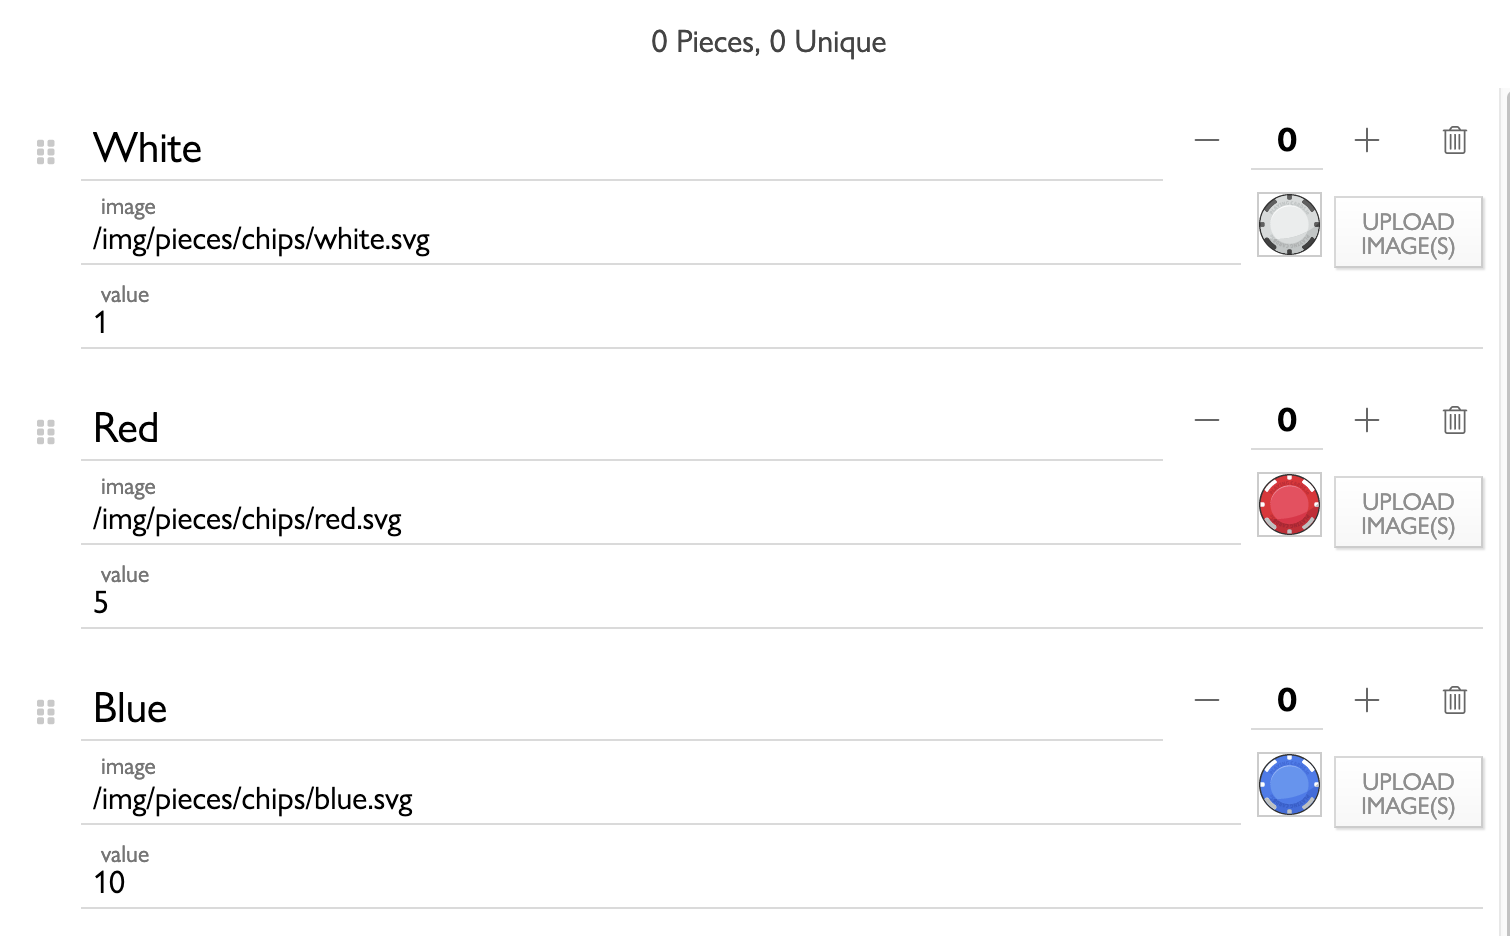 0 Pieces, 0 Unique
White
0
image
/img/pieces/chips/white.svg
UPLOAD
IMAGE(S)
value
1
Red
0
image
/img/pieces/chips/red.svg
UPLOAD
IMAGE(S)
value
5
Blue
0
image
/img/pieces/chips/blue.svg
UPLOAD
IMAGE(S)
value
10